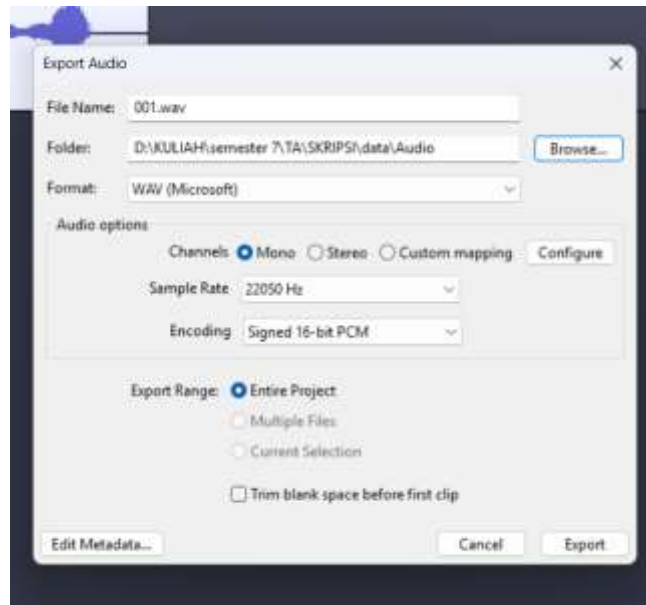 Export Audio
File Name: 001.wav
Folder: D:\KULIAH\semester 7\TA\SKRIPSI\data\Audio Browse...
Format: WAV (Microsoft)
Audio options
Channels Mono Stereo Custom mapping Configure
Sample Rate 22050 Hz
Encoding Signed 16-bit PCM
Export Range: Entire Project
Multiple Files
Current Selection
Trim blank space before first clip
Edit Metadata... Cancel Export